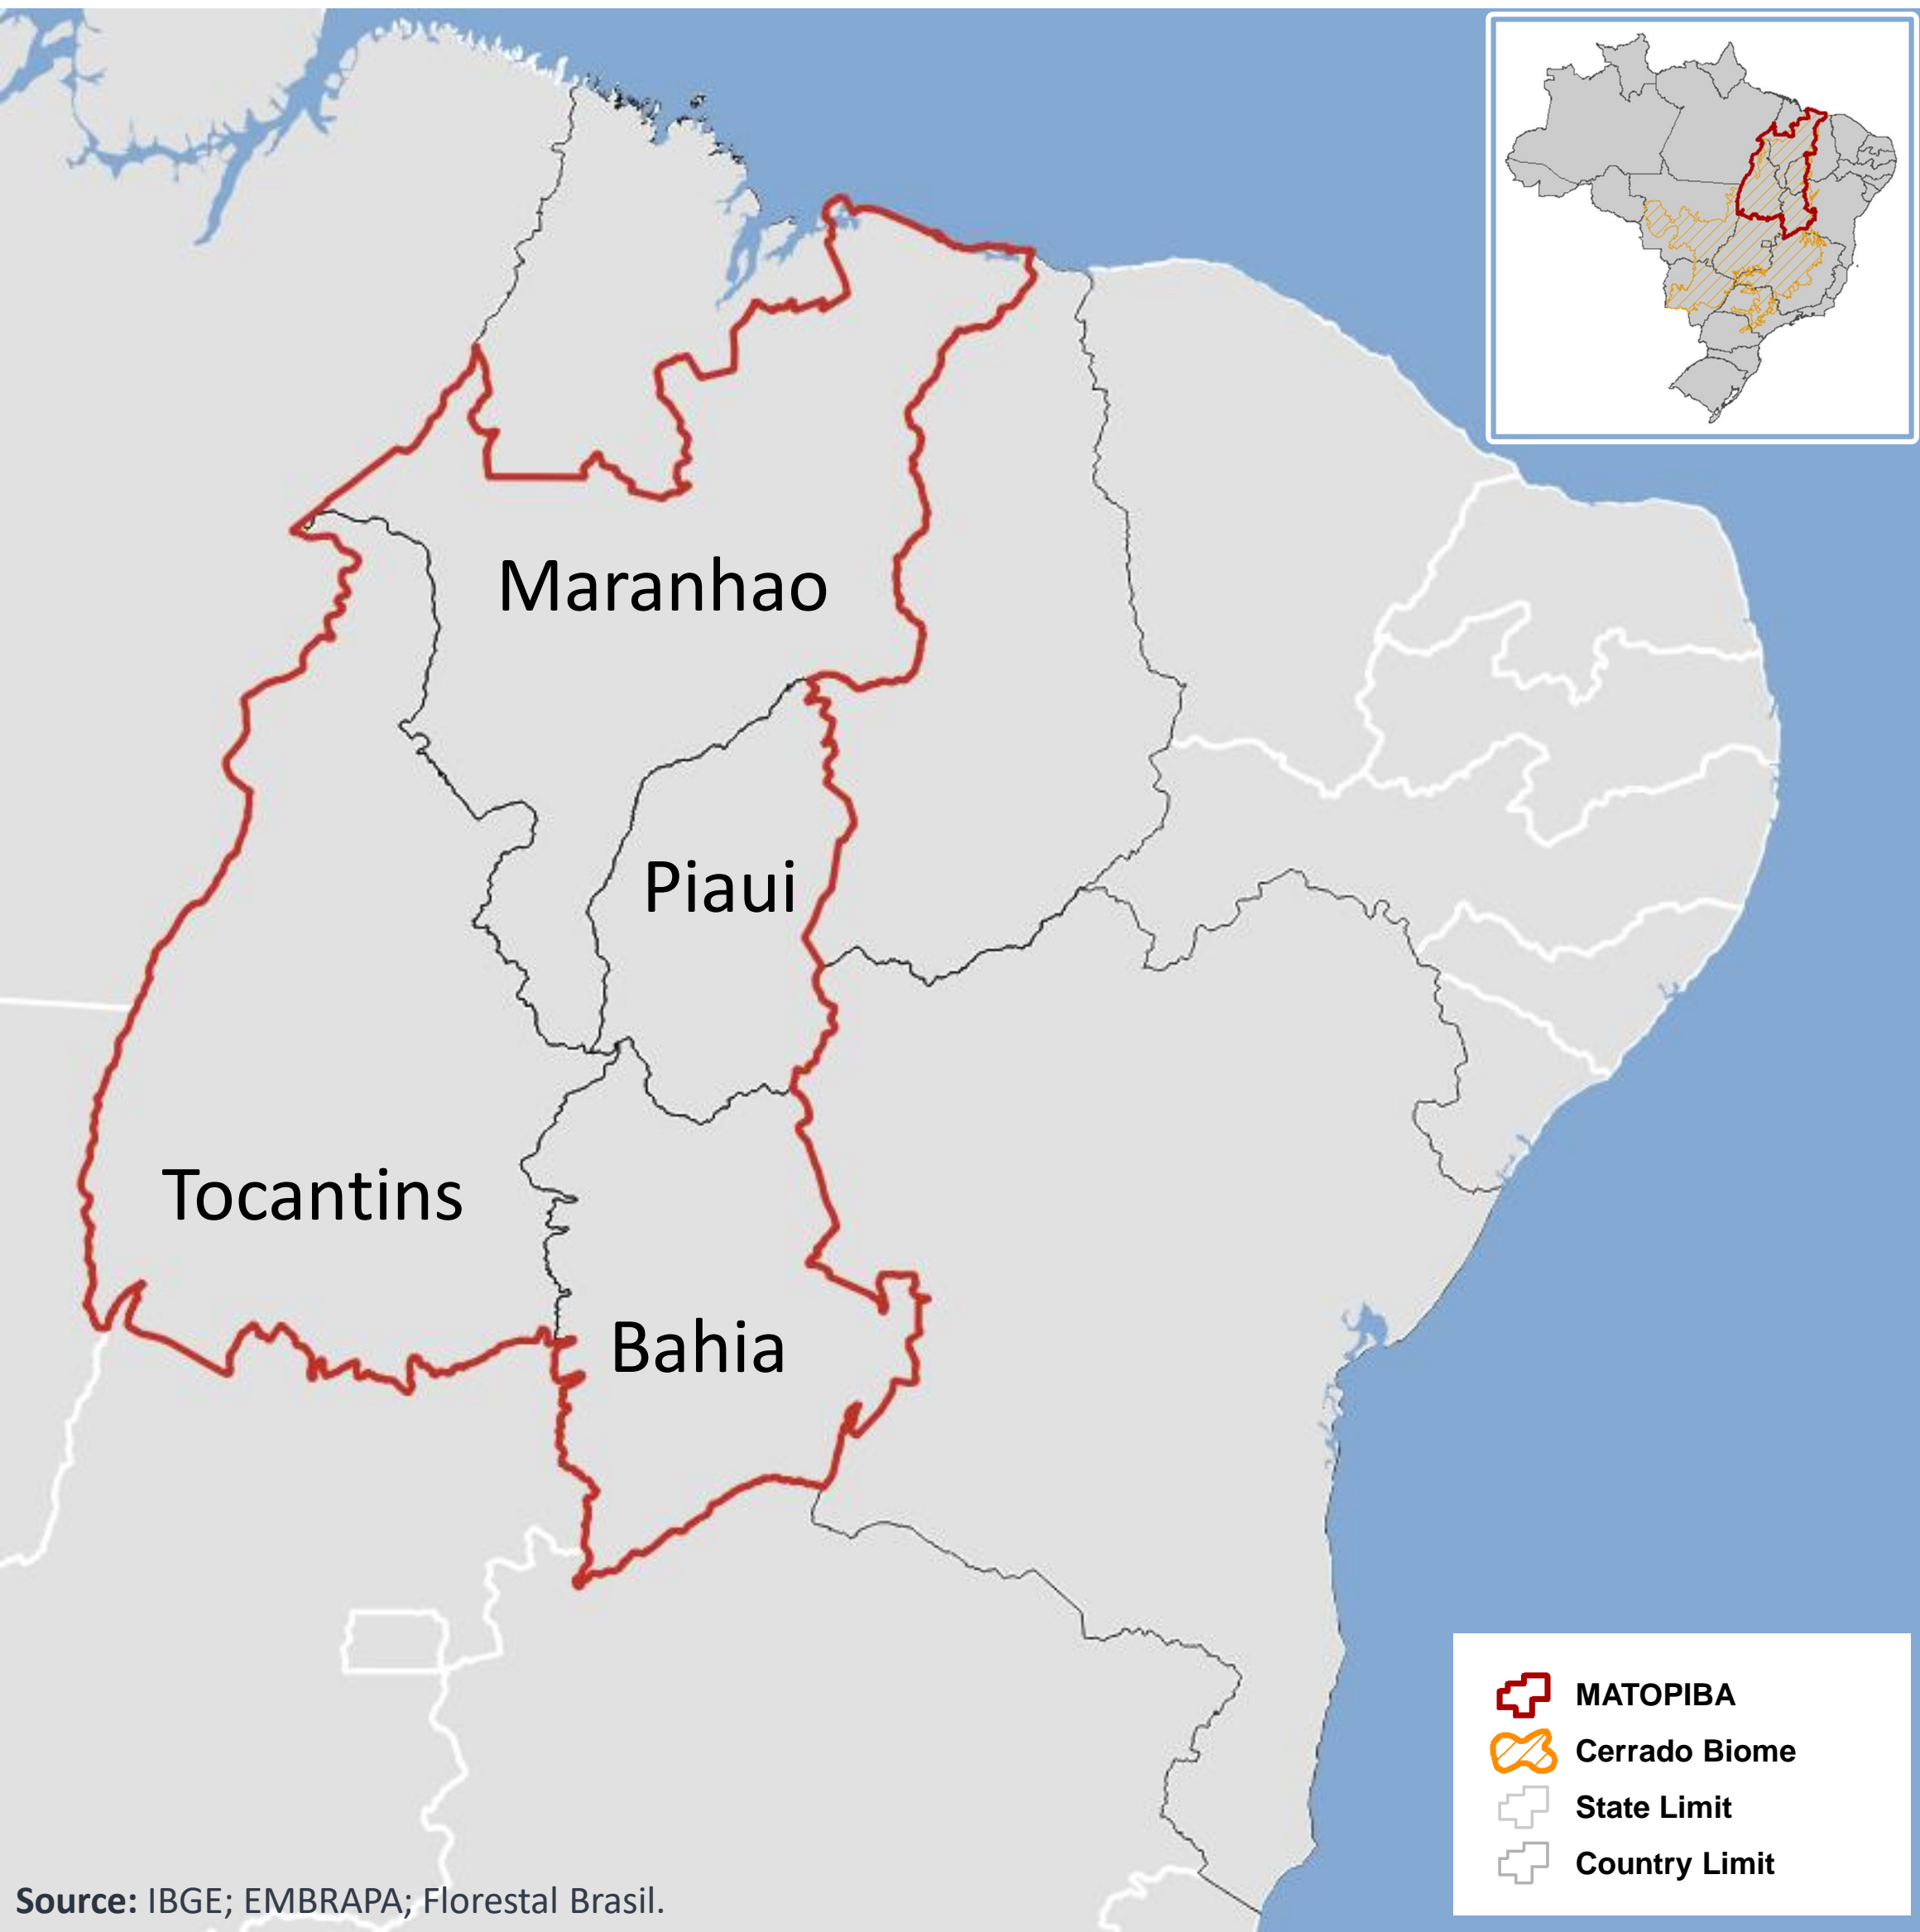 Maranhao
Piaui
Tocantins
Bahia
MATOPIBA
Cerrado Biome
State Limit
Country Limit
Source: IBGE; EMBRAPA; Florestal Brasil.